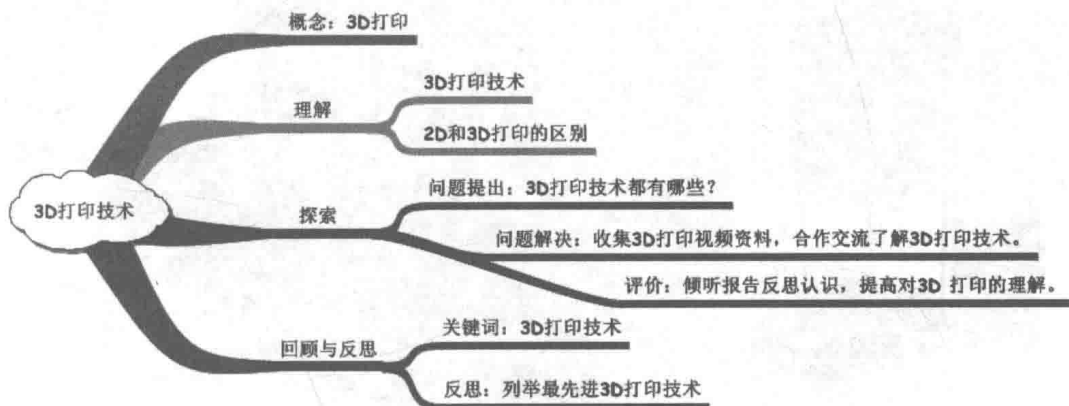 概念：3D打印
理解
3D打印技术
2D和3D打印的区别
3D打印技术
探索
问题提出：3D打印技术都有哪些？
问题解决：收集3D打印视频资料，合作交流了解3D打印技术。
评价：倾听报告反思认识，提高对3D 打印的理解。
回顾与反思
关键词：3D打印技术
反思：列举最先进3D打印技术